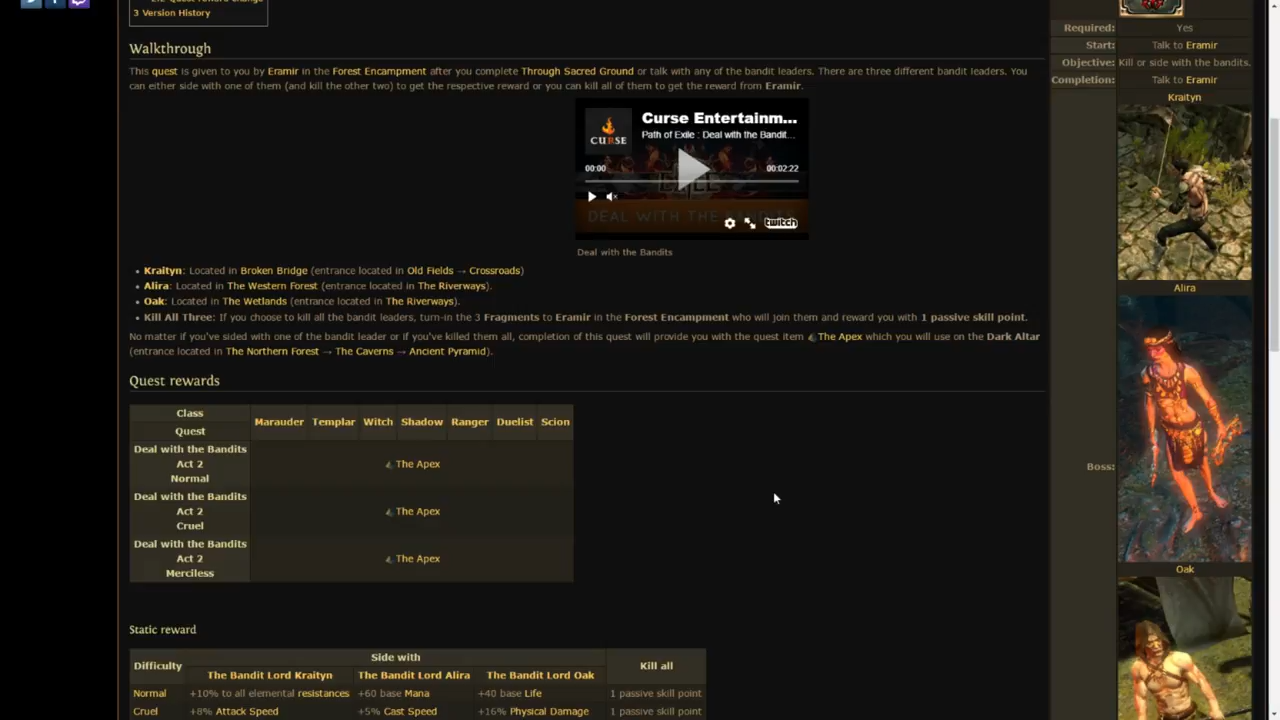 3 Version History
Walkthrough
This quest is given to you by Eramir in the Forest Encampment after you complete Through Sacred Ground or talk with any of the bandit leaders. There are three different bandit leaders. You
can either side with one of them (and kill the other two) to get the respective reward or you can kill all of them to get the reward from Eramir.
CURSE
Curse Entertainm...
Path of Exile : Deal with the Bandit...
00:00
00:02:22
DEAL WITH THE BANDITS
twitch
Deal with the Bandits
• Kraityn: Located in Broken Bridge (entrance located in Old Fields → Crossroads)
• Alira: Located in The Western Forest (entrance located in The Riverways).
• Oak: Located in The Wetlands (entrance located in The Riverways).
• Kill All Three: If you choose to kill all the bandit leaders, turn-in the 3 Fragments to Eramir in the Forest Encampment who will join them and reward you with 1 passive skill point.
No matter if you've sided with one of the bandit leader or if you've killed them all, completion of this quest will provide you with the quest item The Apex which you will use on the Dark Altar
(entrance located in The Northern Forest → The Caverns → Ancient Pyramid).
Quest rewards
Class
Quest
Marauder Templar Witch Shadow Ranger Duelist Scion
Deal with the Bandits
Act 2
Normal
The Apex
Deal with the Bandits
Act 2
Cruel
The Apex
Deal with the Bandits
Act 2
Merciless
The Apex
Static reward
Difficulty
Side with
Kill all
The Bandit Lord Kraityn The Bandit Lord Alira The Bandit Lord Oak
Normal +10% to all elemental resistances +60 base Mana +40 base Life 1 passive skill point
Cruel +8% Attack Speed +5% Cast Speed +16% Physical Damage 1 passive skill point
Required: Yes
Start: Talk to Eramir
Objective: Kill or side with the bandits.
Completion: Talk to Eramir
Boss:
Kraityn
Alira
Oak